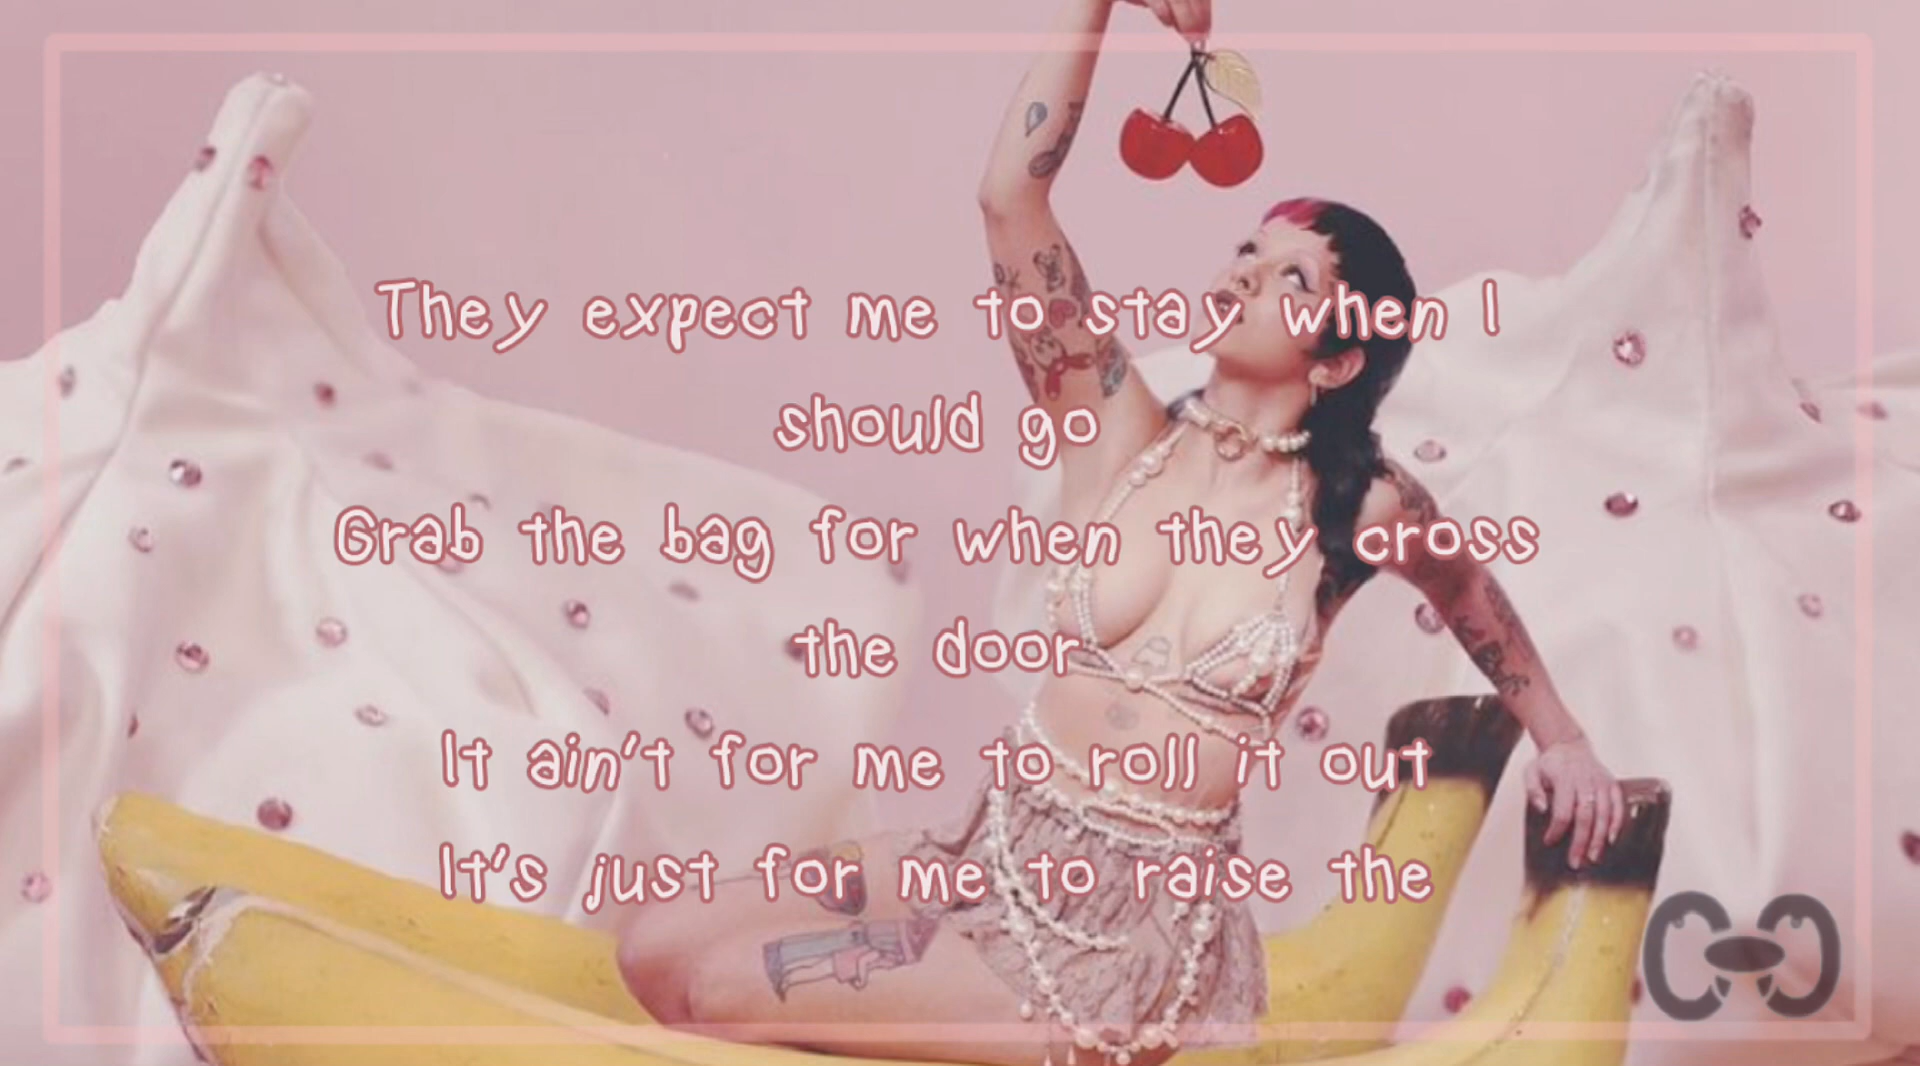 They expect me to stay when I
should go
Grab the bag for when they cross
the door
It ain't for me to roll it out
It's just for me to raise the